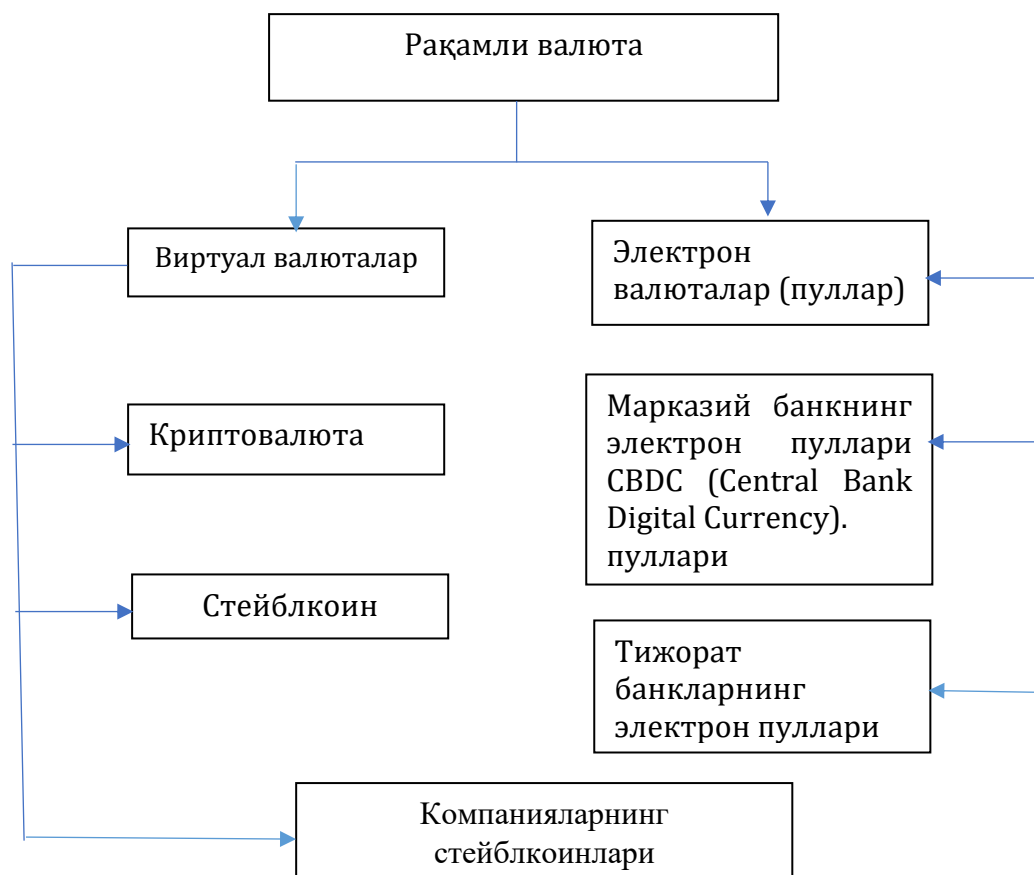 Рақамли валюта
Виртуал валюталар
Электрон
валюталар (пуллар)
Криптовалюта
Марказий банкнинг
электрон пуллари
CBDC (Central Bank
Digital Currency).
пуллари
Стейблкоин
Тижорат
банкларнинг
электрон пуллари
Компанияларнинг
стейблкоинлари